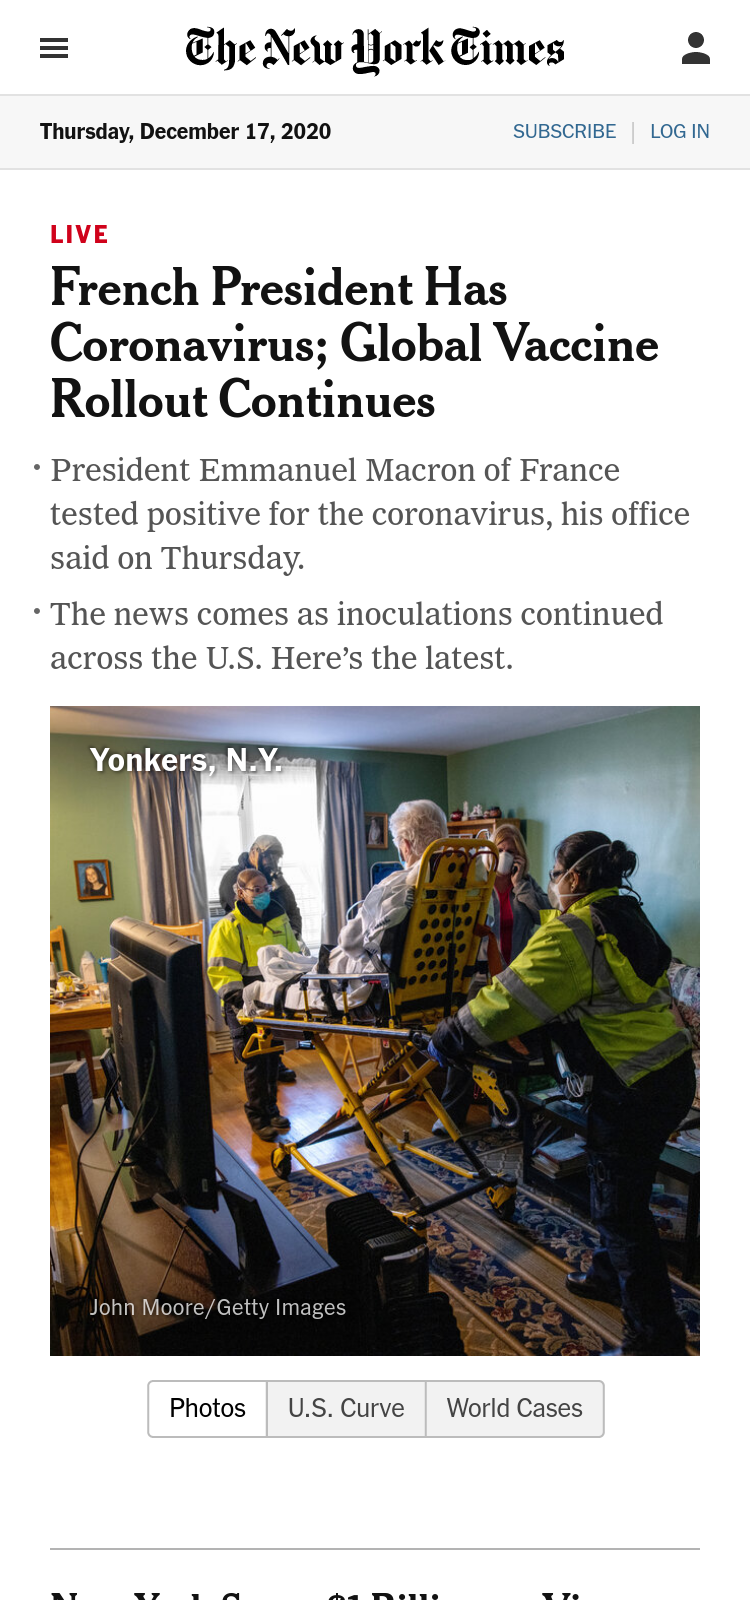 The New York Times
Thursday, December 17, 2020
SUBSCRIBE | LOG IN
LIVE
French President Has
Coronavirus; Global Vaccine
Rollout Continues
• President Emmanuel Macron of France
tested positive for the coronavirus, his office
said on Thursday.
• The news comes as inoculations continued
across the U.S. Here’s the latest.
Yonkers, N.Y.
John Moore/Getty Images
Photos
U.S. Curve
World Cases